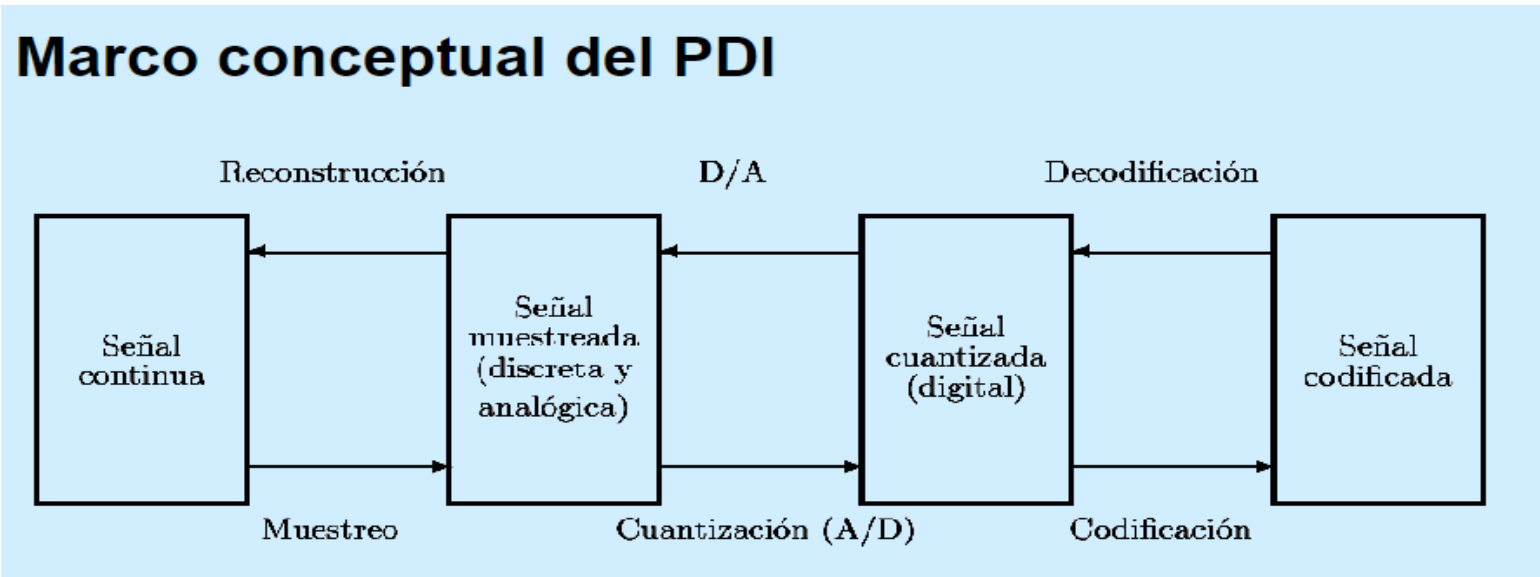 Marco conceptual del PDI
Reconstrucción
D/A
Decodificación
Señal
continua
Señal
muestreada
(discreta y
analógica)
Señal
cuantizada
(digital)
Señal
codificada
Muestreo
Cuantización (A/D)
Codificación